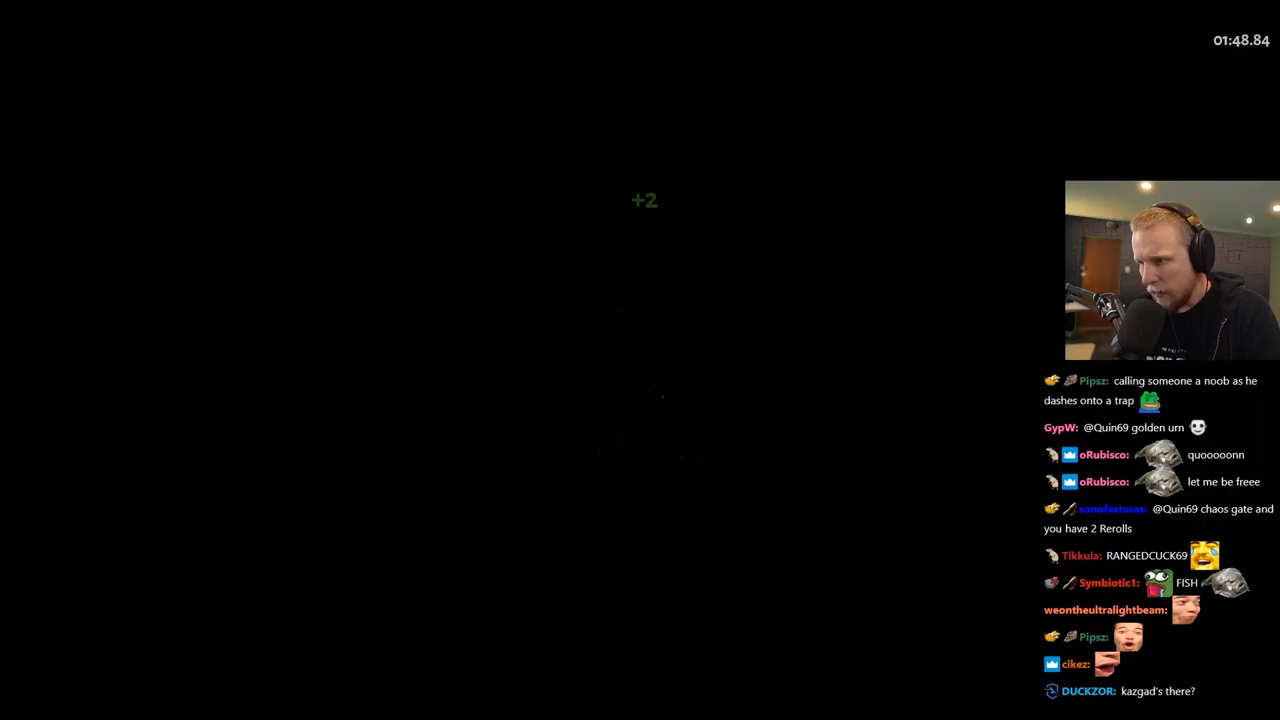 01:48.84
+2
Pipsz: calling someone a noob as he
dashes onto a trap
GypW: @Quin69 golden urn
oRubisco: quooooonn
oRubisco: let me be freee
sonofestoras: @Quin69 chaos gate and
you have 2 Rerolls
Tikkula: RANGEDCUCK69
Symbiotic1: FISH
weontheultralightbeam:
Pipsz:
cikez:
DUCKZOR: kazgad's there?